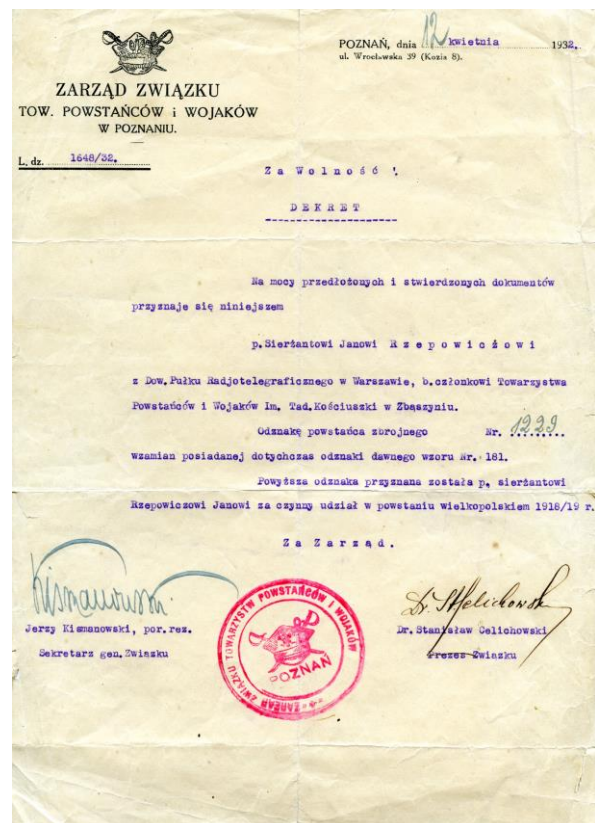 POZNAŃ, dnia 12 kwietnia 1932.
ul. Wrocławska 39 (Kozia 8).
ZARZĄD ZWIĄZKU
TOW. POWSTAŃCÓW i WOJAKÓW
W POZNANIU.
L. dz. 1648/32.
Za Wolność !
DEKRET
Na mocy przedłożonych i stwierdzonych dokumentów
przyznaje się niniejszem
p.Sierżantowi Janowi Rzepowiczowi
z Dow. Pułku Radjotelegraficznego w Warszawie, b.członkowi Towarzystwa
Powstańców i Wojaków Im. Tad.Kościuszki w Zbąszyniu.
Odznakę powstańca zbrojnego Nr. 1229
wzamian posiadanej dotychczas odznaki dawnego wzoru Nr. 181.
Powyższa odznaka przyznana została p. sierżantowi
Rzepowiczowi Janowi za czynny udział w powstaniu wielkopolskiem 1918/19 r.
Za Zarząd.
Kismanowski
Jerzy Kismanowski, por.rez.
Sekretarz gen.Związku
ZARZĄD ZWIĄZKU TOWARZYSTW POWSTAŃCÓW I WOJAKÓW
POZNAŃ
Dr. St Celichowski
Dr. Stanisław Celichowski
Prezes Związku